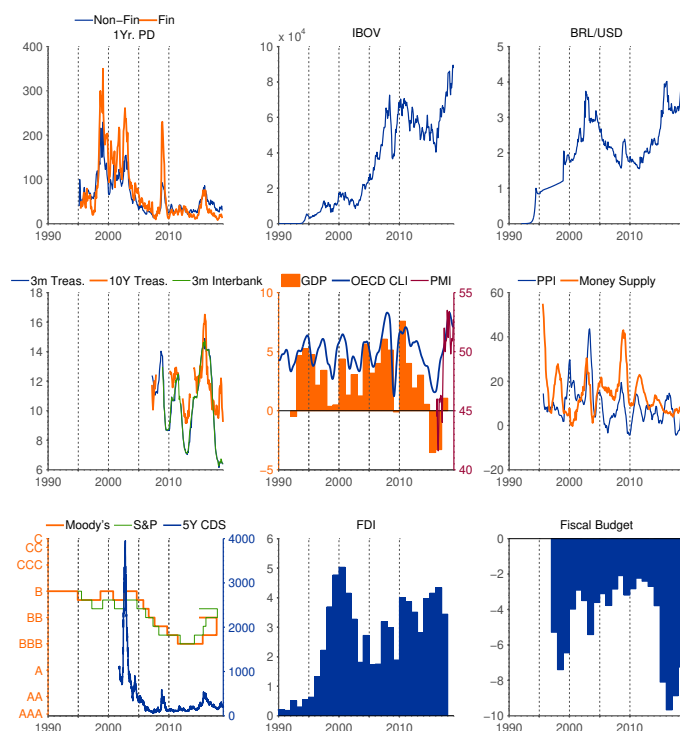 Non−Fin Fin
1Yr. PD
400
300
200
100
0
1990 2000 2010
IBOV
10 x 10^4
8
6
4
2
0
1990 2000 2010
BRL/USD
5
4
3
2
1
0
1990 2000 2010
3m Treas. 10Y Treas. 3m Interbank
18
16
14
12
10
8
6
1990 2000 2010
GDP OECD CLI PMI
10 55
5 50
0 45
−5 40
1990 2000 2010
PPI Money Supply
60
40
20
0
−20
1990 2000 2010
Moody's S&P 5Y CDS
C
CC
CCC
B
BB
BBB
A
AA
AAA
4000
3000
2000
1000
0
1990 2000 2010
FDI
6
5
4
3
2
1
0
1990 2000 2010
Fiscal Budget
0
−2
−4
−6
−8
−10
1990 2000 2010